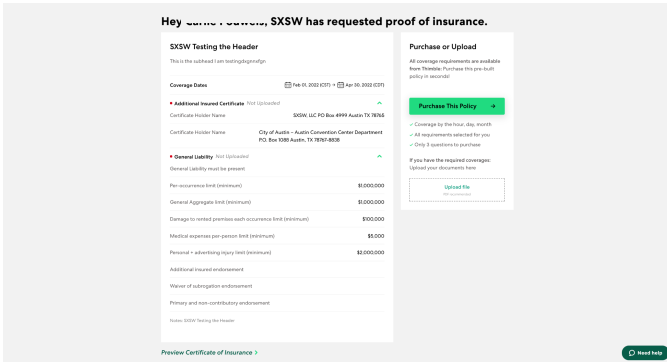 Hey SXSW has requested proof of insurance.
SXSW Testing the Header
This is the subhead I am testingdxgnnsfgn
Coverage Dates
Feb 01, 2022 (CST) → Apr 30, 2022 (CDT)
Additional Insured Certificate Not Uploaded
Certificate Holder Name
SXSW, LLC PO Box 4999 Austin TX 78765
Certificate Holder Name
City of Austin – Austin Convention Center Department
P.O. Box 1088 Austin, TX 78767-8838
General Liability Not Uploaded
General Liability must be present
Per-occurrence limit (minimum)
$1,000,000
General Aggregate limit (minimum)
$1,000,000
Damage to rented premises each occurrence limit (minimum)
$100,000
Medical expenses per-person limit (minimum)
$5,000
Personal + advertising injury limit (minimum)
$2,000,000
Additional insured endorsement
Waiver of subrogation endorsement
Primary and non-contributory endorsement
Notes: SXSW Testing the Header
Preview Certificate of Insurance >
Purchase or Upload
All coverage requirements are available
from Thimble: Purchase this pre-built
policy in seconds!
Purchase This Policy →
✓ Coverage by the hour, day, month
✓ All requirements selected for you
✓ Only 3 questions to purchase
If you have the required coverages:
Upload your documents here
Upload file
Need help